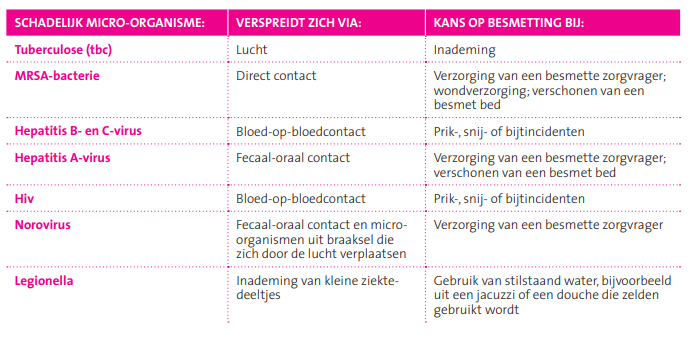 SCHADELIJK MICRO-ORGANISME: VERSPREIDT ZICH VIA: KANS OP BESMETTING BIJ:
Tuberculose (tbc) Lucht Inademing
MRSA-bacterie Direct contact Verzorging van een besmette zorgvrager;
wondverzorging; verschonen van een
besmet bed
Hepatitis B- en C-virus Bloed-op-bloedcontact Prik-, snij- of bijtincidenten
Hepatitis A-virus Fecaal-oraal contact Verzorging van een besmette zorgvrager;
verschonen van een besmet bed
Hiv Bloed-op-bloedcontact Prik-, snij- of bijtincidenten
Norovirus Fecaal-oraal contact en micro- Verzorging van een besmette zorgvrager
organismen uit braaksel die
zich door de lucht verplaatsen
Legionella Inademing van kleine ziekte- Gebruik van stilstaand water, bijvoorbeeld
deeltjes uit een jacuzzi of een douche die zelden
gebruikt wordt